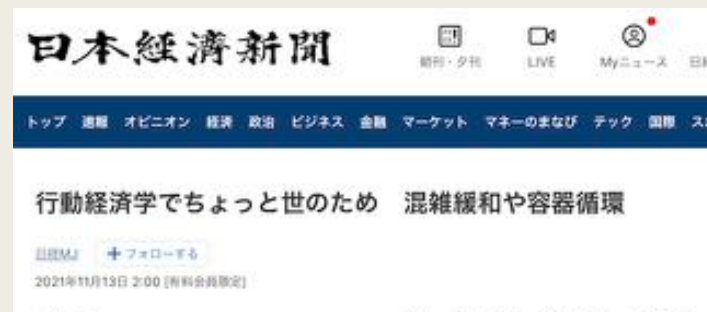 日本経済新聞
朝刊・夕刊 LIVE Myニュース
トップ 速報 オピニオン 経済 政治 ビジネス 金融 マーケット マネーのまなび テック 国際
行動経済学でちょっと世のため　混雑緩和や容器循環
日経MJ +フォローする
2021年11月13日 2:00 [有料会員限定]